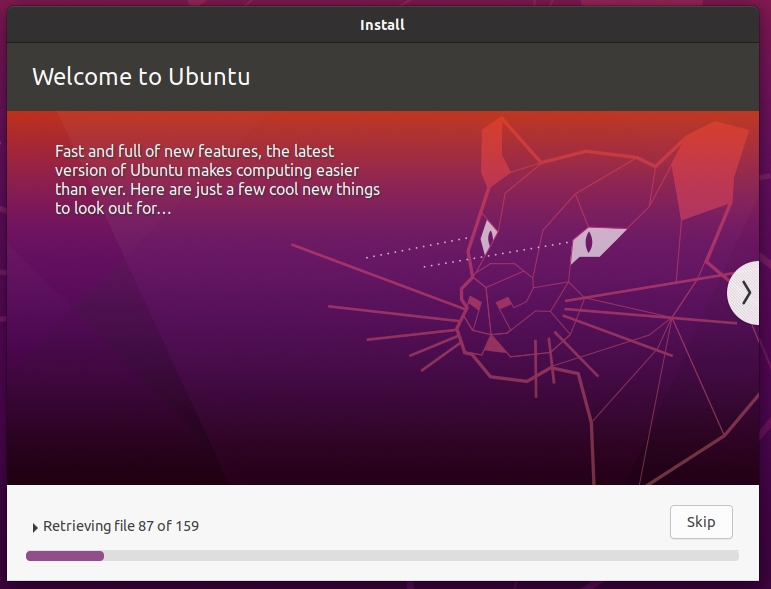 Install
Welcome to Ubuntu
Fast and full of new features, the latest
version of Ubuntu makes computing easier
than ever. Here are just a few cool new things
to look out for…
Retrieving file 87 of 159
Skip